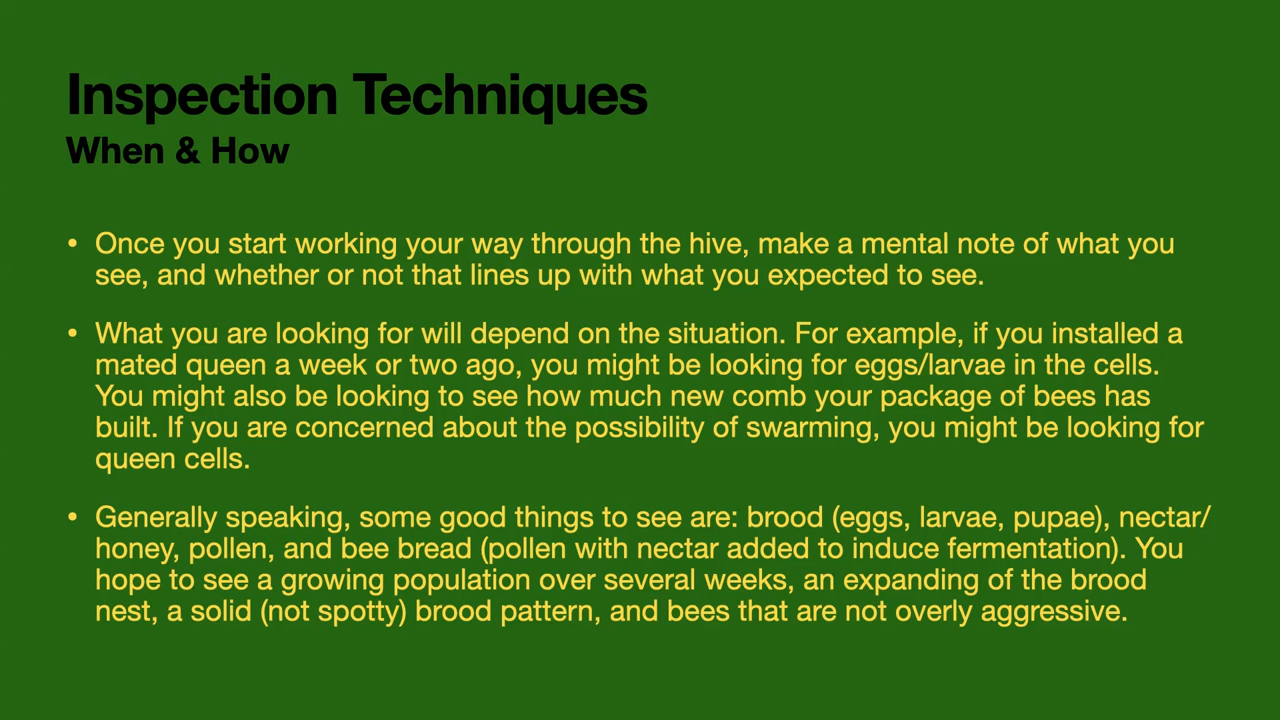 Inspection Techniques
When & How
• Once you start working your way through the hive, make a mental note of what you
see, and whether or not that lines up with what you expected to see.
• What you are looking for will depend on the situation. For example, if you installed a
mated queen a week or two ago, you might be looking for eggs/larvae in the cells.
You might also be looking to see how much new comb your package of bees has
built. If you are concerned about the possibility of swarming, you might be looking for
queen cells.
• Generally speaking, some good things to see are: brood (eggs, larvae, pupae), nectar/
honey, pollen, and bee bread (pollen with nectar added to induce fermentation). You
hope to see a growing population over several weeks, an expanding of the brood
nest, a solid (not spotty) brood pattern, and bees that are not overly aggressive.